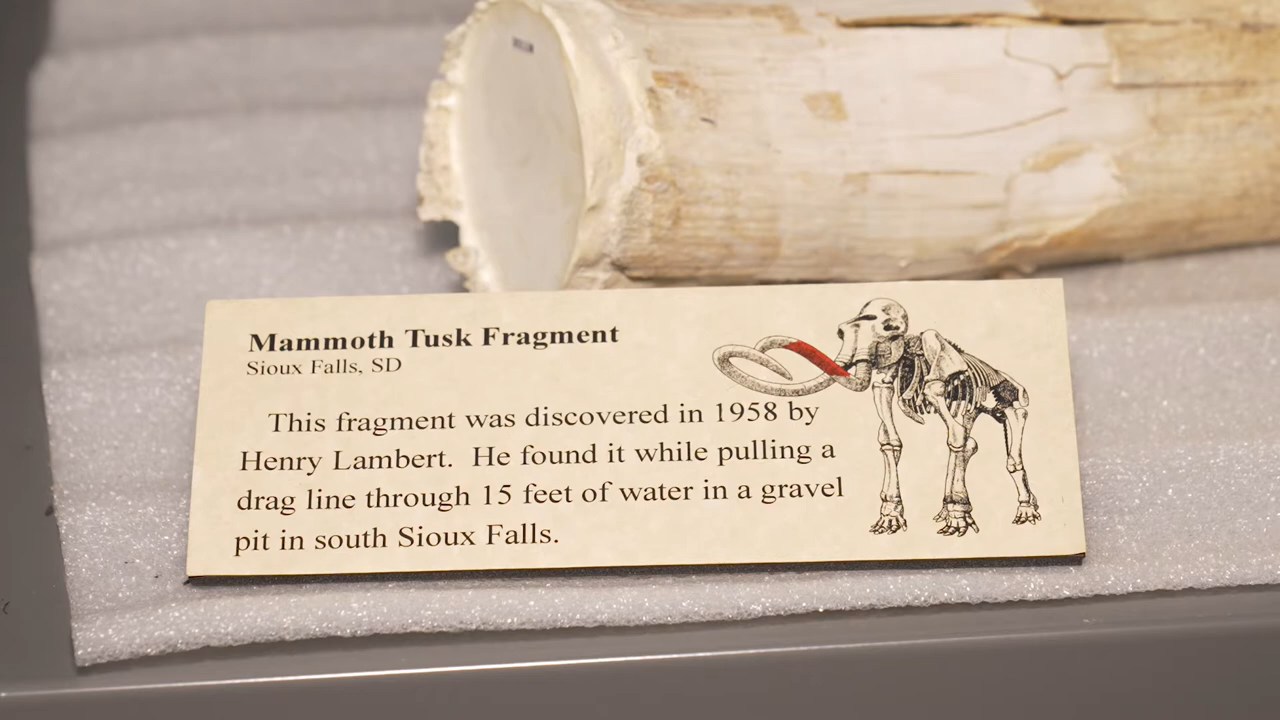 Mammoth Tusk Fragment
Sioux Falls, SD
This fragment was discovered in 1958 by
Henry Lambert. He found it while pulling a
drag line through 15 feet of water in a gravel
pit in south Sioux Falls.